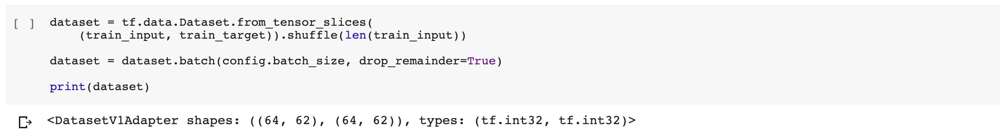 [ ] dataset = tf.data.Dataset.from_tensor_slices(
(train_input, train_target)).shuffle(len(train_input))
dataset = dataset.batch(config.batch_size, drop_remainder=True)
print(dataset)
<DatasetV1Adapter shapes: ((64, 62), (64, 62)), types: (tf.int32, tf.int32)>